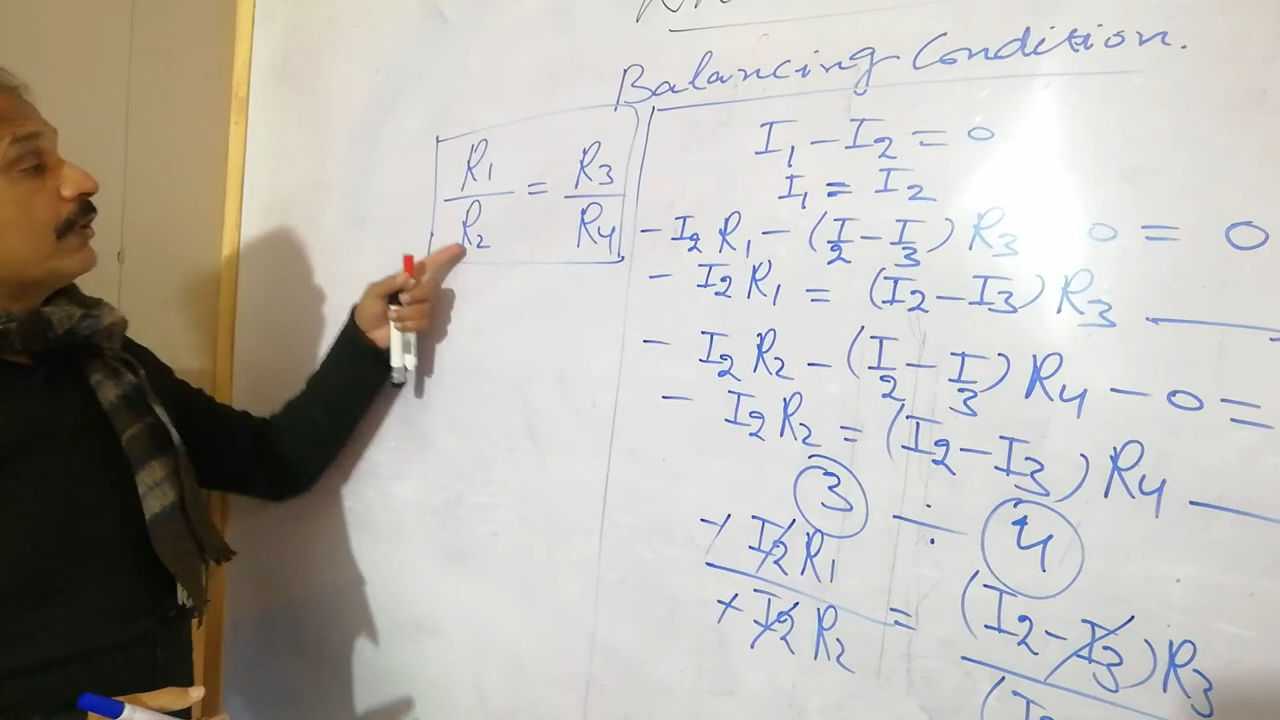 Balancing Condition.
R1/R2 = R3/R4
I1 - I2 = 0
I1 = I2
- I2 R1 - (I2 - I3) R3 0 = 0
- I2 R1 = (I2 - I3) R3
- I2 R2 - (I2 - I3) R4 - 0 =
- I2 R2 = (I2 - I3) R4
3 ÷ 4
- I2 R1 / - I2 R2 = (I2 - I3) R3 /